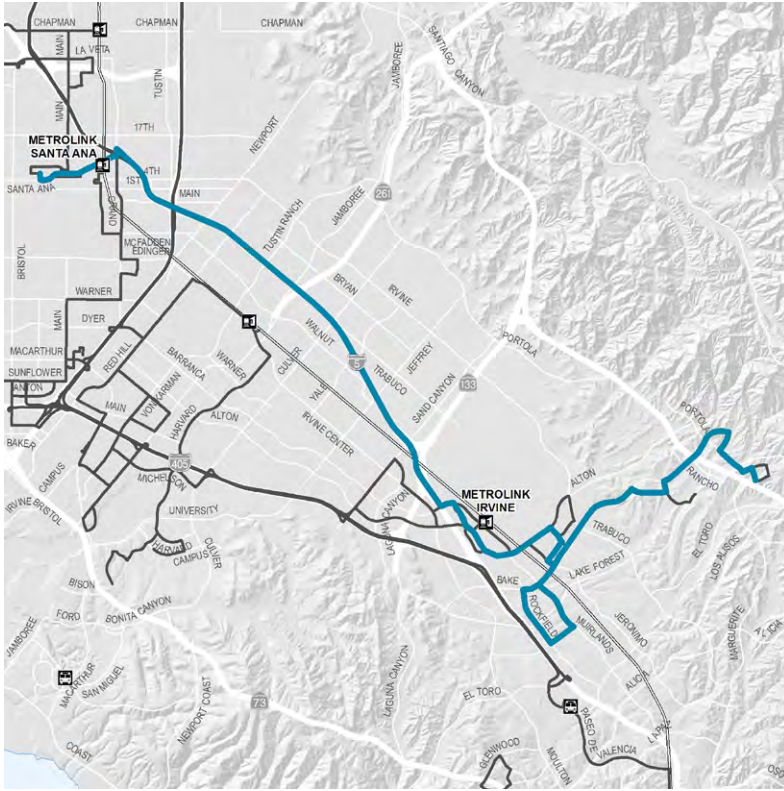 CHAPMAN
CHAPMAN
CHAPMAN
LA VETA
MAIN
TUSTIN
JAMBOREE
SANTIAGO
CANYON
17TH
NEWPORT
METROLINK
SANTA ANA
MAIN
4TH
1ST
SANTA ANA
MAIN
GRAND
261
JAMBOREE
TUSTIN RANCH
MCFADDEN
EDINGER
BRISTOL
WARNER
MAIN
DYER
BRYAN
IRVINE
RED HILL
WALNUT
PORTOLA
MACARTHUR
SUNFLOWER
ANTON
BARRANCA
WARNER
CULVER
5
TRABUCO
JEFFREY
133
VON KARMAN
MAIN
HARVARD
ALTON
YALE
SAND CANYON
IRVINE CENTER
PORTOLA
BAKER
CAMPUS
405
MICHELSON
METROLINK
IRVINE
ALTON
RANCHO
IRVINE
BRISTOL
UNIVERSITY
LAGUNA CANYON
TRABUCO
EL TORO
LOS ALISOS
HARVARD
CAMPUS
CULVER
BAKE
LAKE FOREST
BISON
ROCKFIELD
FORD
BONITA CANYON
MUIRLANDS
JERONIMO
MARGUERITE
JAMBOREE
MACARTHUR
SAN MIGUEL
NEWPORT COAST
73
LAGUNA CANYON
EL TORO
PASEO DE
VALENCIA
COAST
GLENWOOD
MOULTON